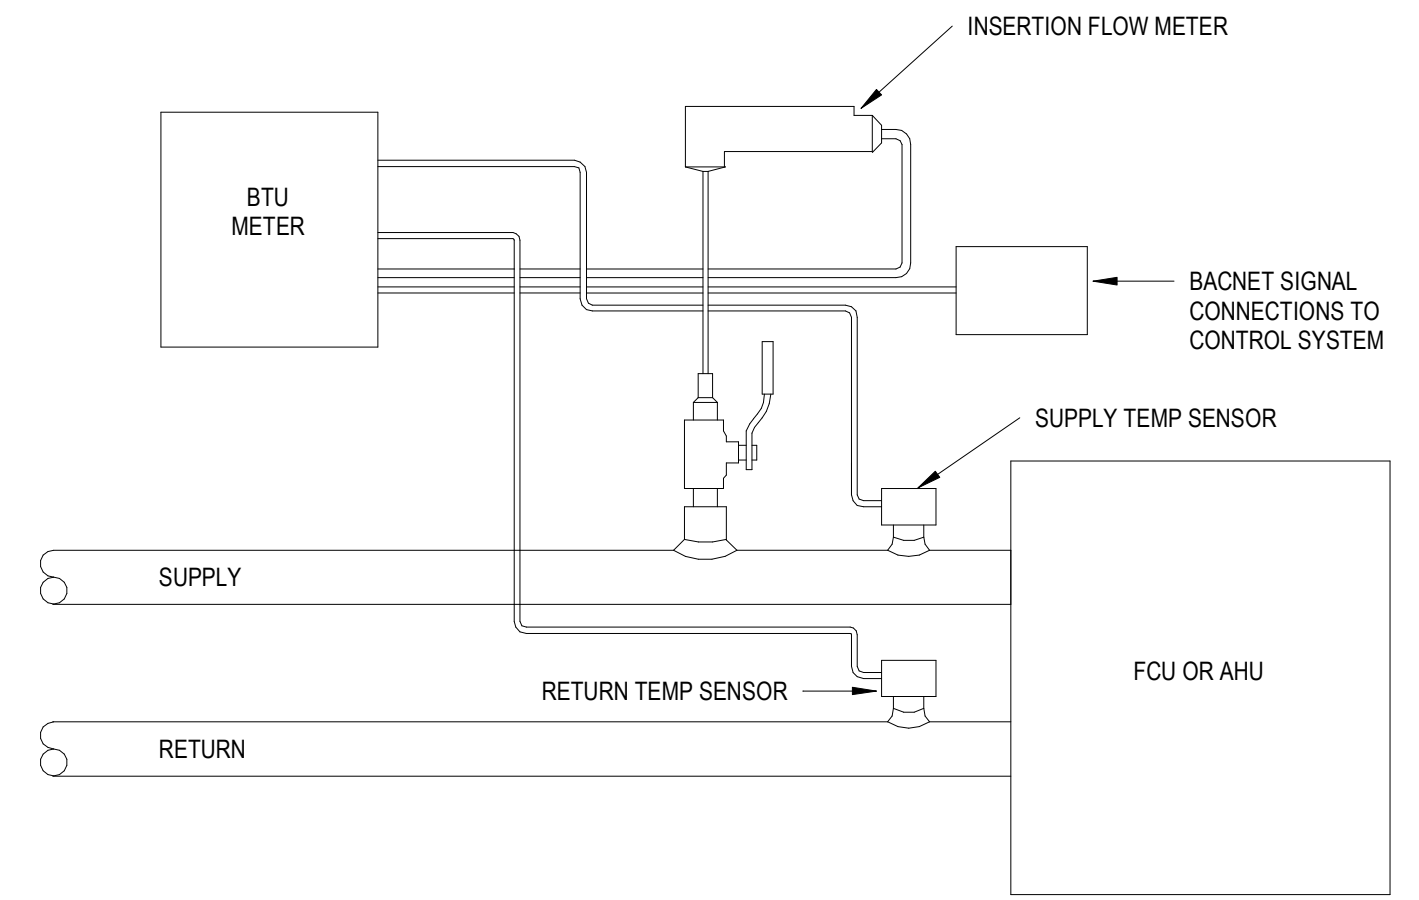 INSERTION FLOW METER
BTU
METER
BACNET SIGNAL
CONNECTIONS TO
CONTROL SYSTEM
SUPPLY TEMP SENSOR
SUPPLY
FCU OR AHU
RETURN TEMP SENSOR
RETURN